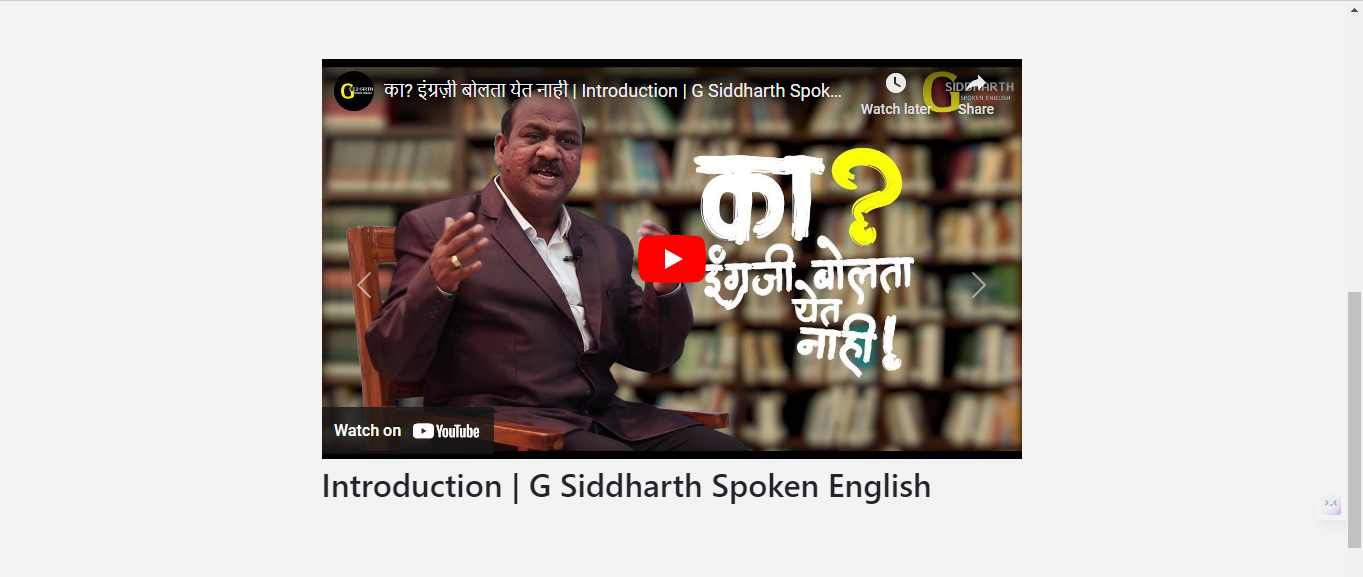 का? इंग्रज़ी बोलता येत नाही | Introduction | G Siddharth Spok...
Watch later
Share
G SIDDHARTH
SPOKEN ENGLISH
का?
इंग्रजी बोलता
येत
नाही!
Watch on YouTube
Introduction | G Siddharth Spoken English